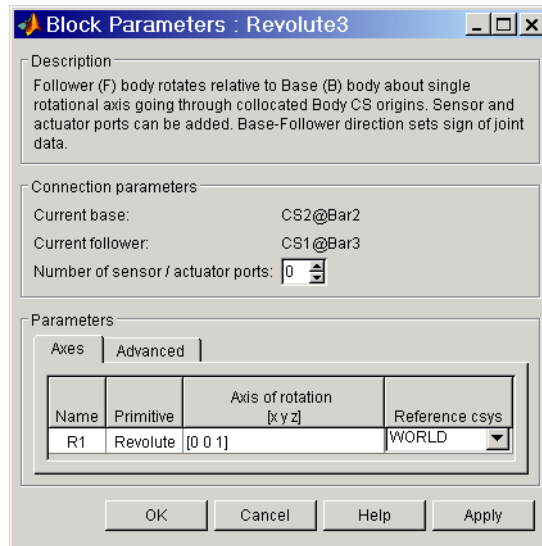 Block Parameters : Revolute3
Description
Follower (F) body rotates relative to Base (B) body about single
rotational axis going through collocated Body CS origins. Sensor and
actuator ports can be added. Base-Follower direction sets sign of joint
data.
Connection parameters
Current base: CS2@Bar2
Current follower: CS1@Bar3
Number of sensor / actuator ports: 0
Parameters
Axes Advanced
Name Primitive Axis of rotation [x y z] Reference csys
R1 Revolute [0 0 1] WORLD
OK Cancel Help Apply